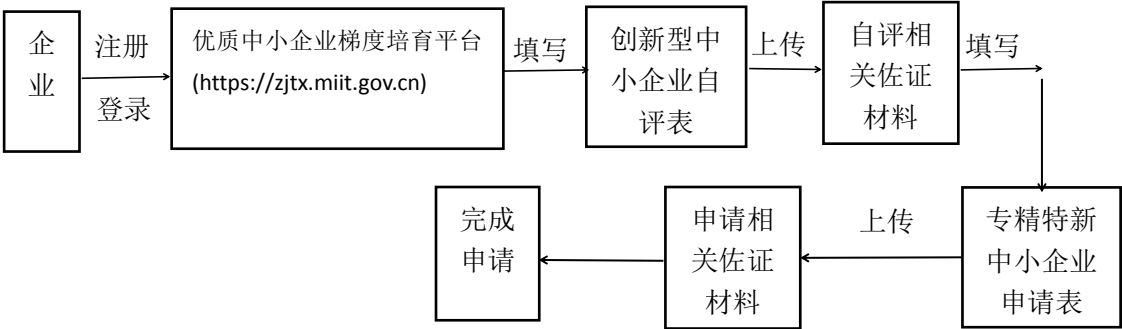 企
业
注册
登录
优质中小企业梯度培育平台
(https://zjtx.miit.gov.cn)
填写
创新型中
小企业自
评表
上传
自评相
关佐证
材料
填写
专精特新
中小企业
申请表
上传
申请相
关佐证
材料
完成
申请